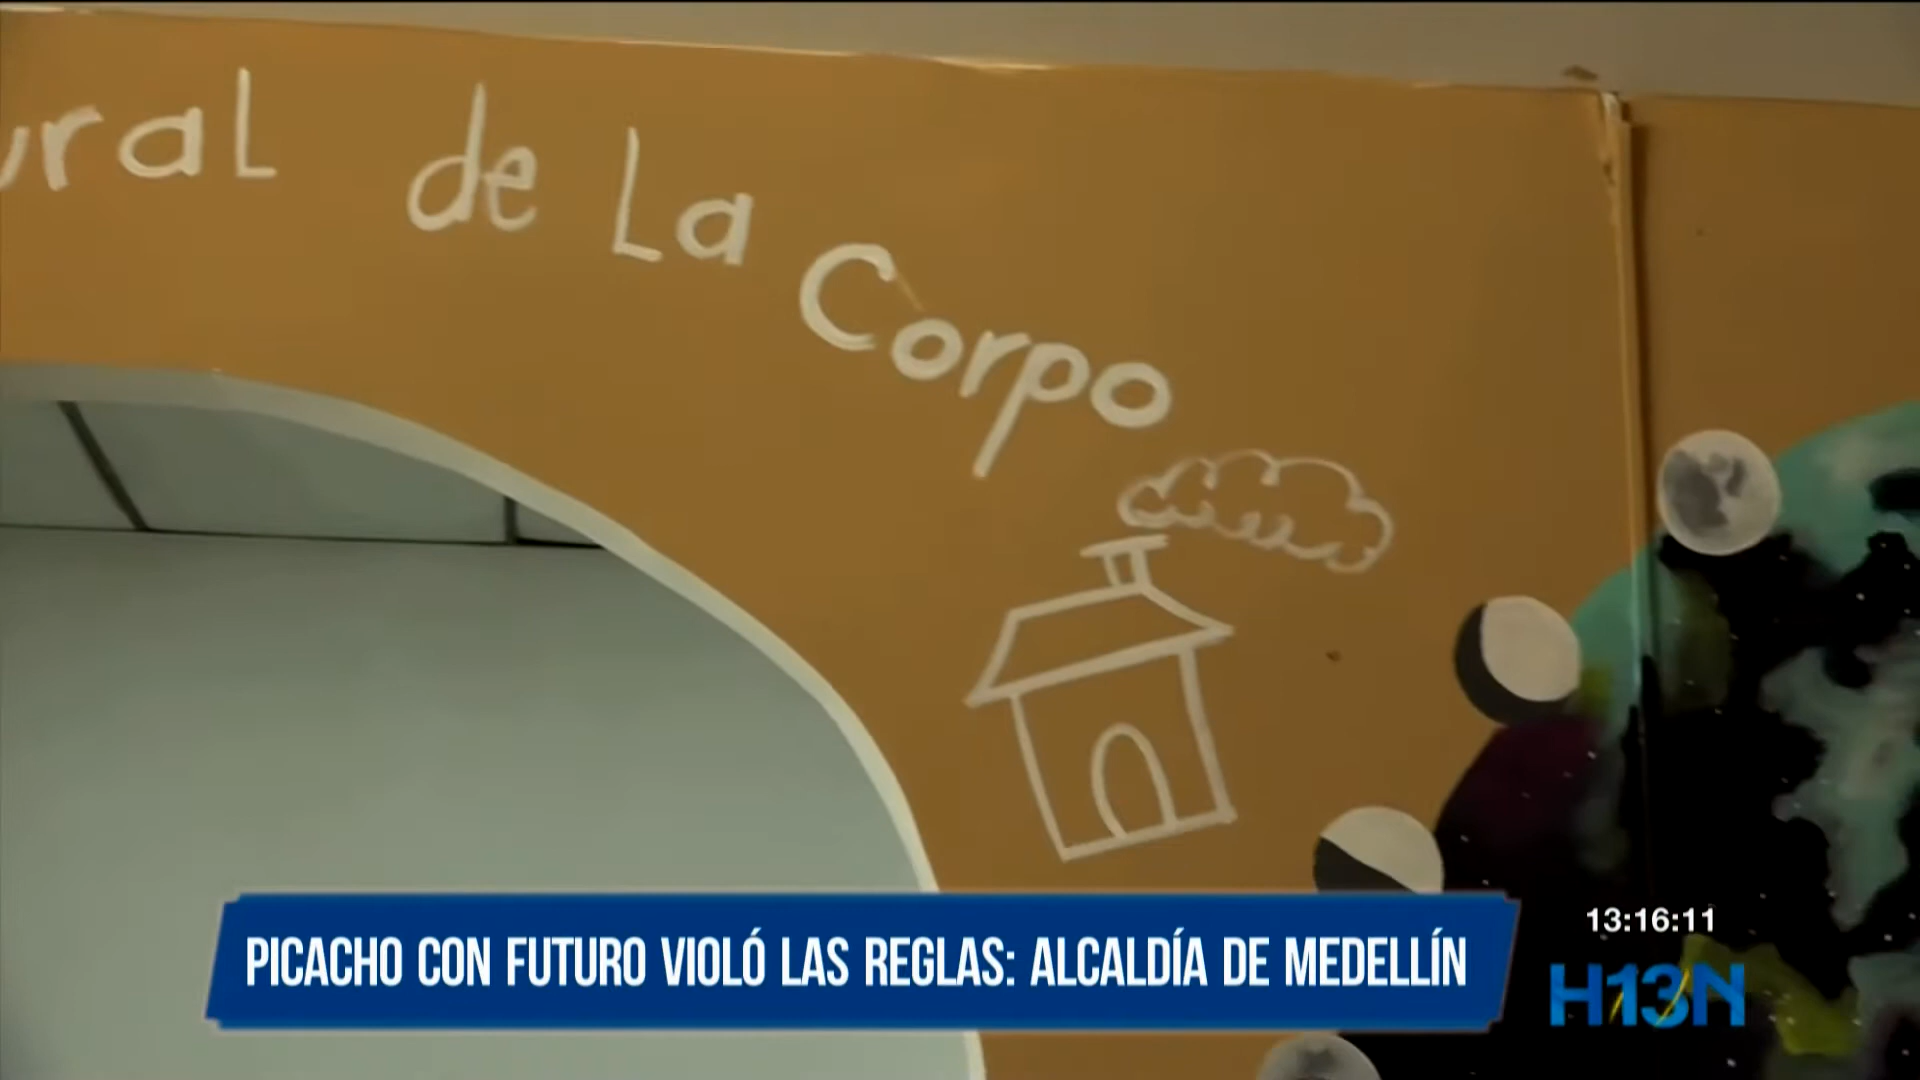 ural de La Corpo
13:16:11
PICACHO CON FUTURO VIOLÓ LAS REGLAS: ALCALDÍA DE MEDELLÍN
H13N